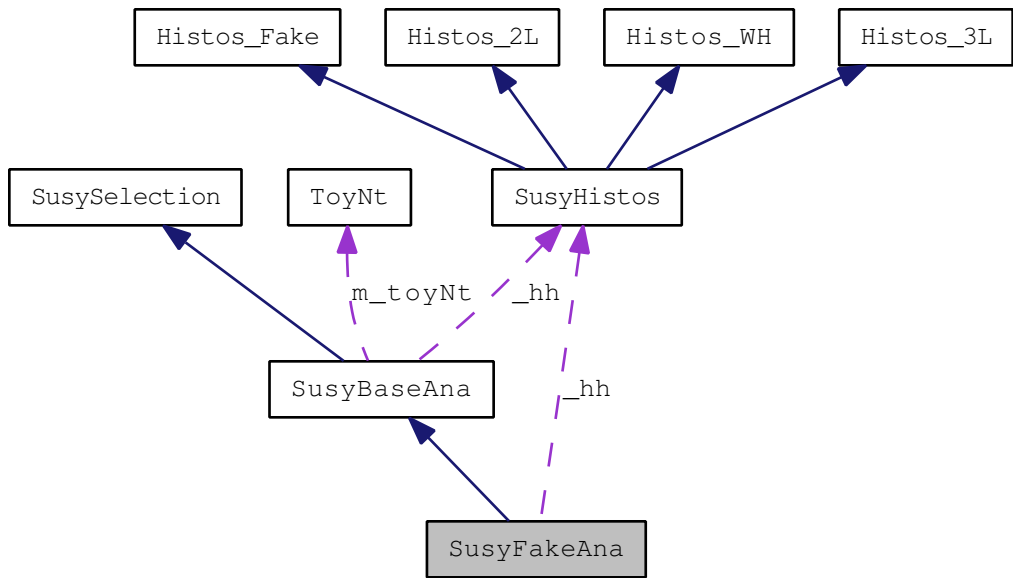 Histos_Fake
Histos_2L
Histos_WH
Histos_3L
SusySelection
ToyNt
SusyHistos
m_toyNt
_hh
SusyBaseAna
_hh
SusyFakeAna